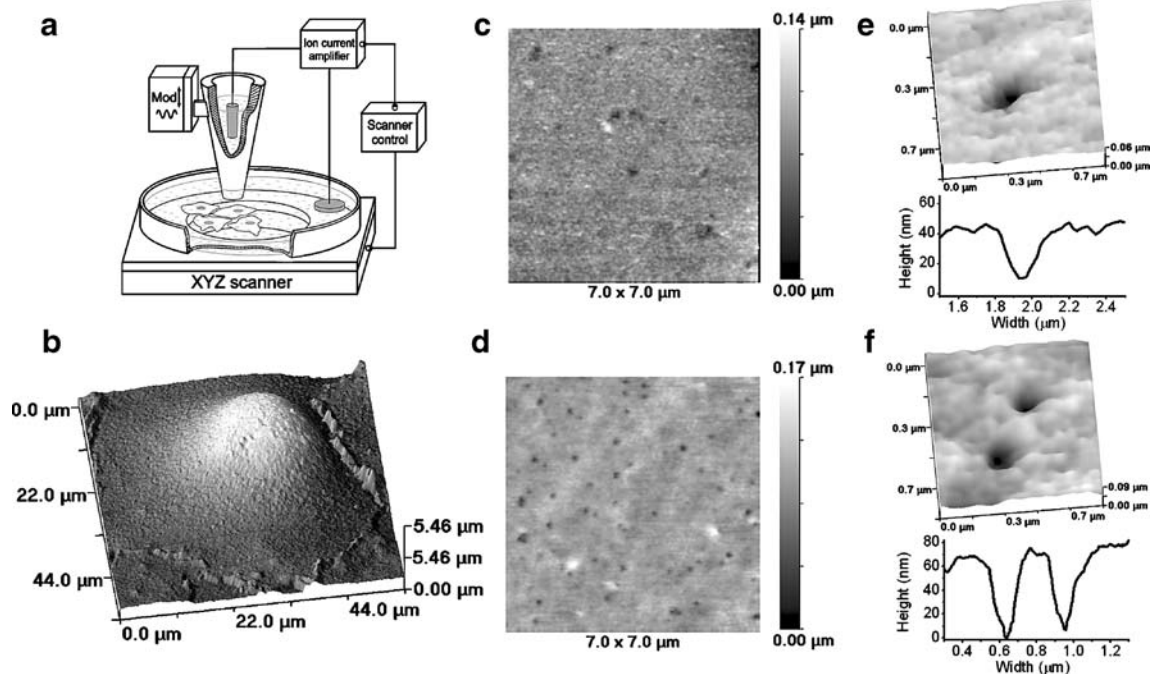 a
Ion current
amplifier
Mod
Scanner
control
XYZ scanner
b
0.0 µm
22.0 µm
44.0 µm
5.46 µm
5.46 µm
0.00 µm
0.0 µm
22.0 µm
44.0 µm
c
0.14 µm
0.00 µm
7.0 x 7.0 µm
d
0.17 µm
0.00 µm
7.0 x 7.0 µm
e
0.0 µm
0.3 µm
0.7 µm
0.06 µm
0.00 µm
0.0 µm
0.3 µm
0.7 µm
Height (nm)
60
40
20
0
1.6
1.8
2.0
2.2
2.4
Width (µm)
f
0.0 µm
0.3 µm
0.7 µm
0.09 µm
0.00 µm
0.0 µm
0.3 µm
0.7 µm
Height (nm)
80
60
40
20
0
0.4
0.6
0.8
1.0
1.2
Width (µm)